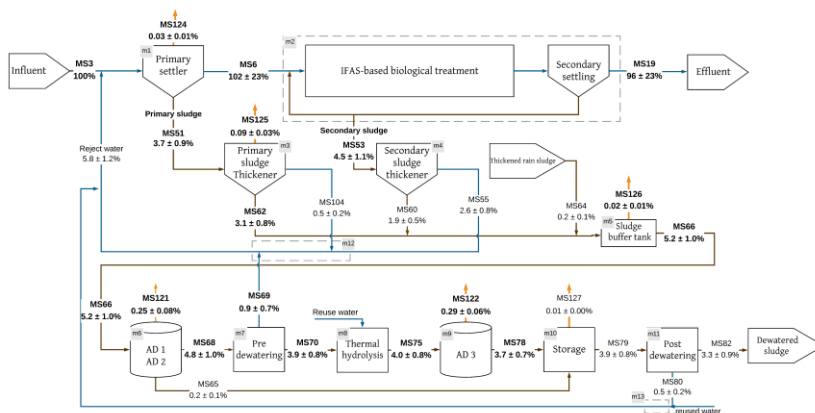 MS124
0.03 ± 0.01%
m1
m2
Influent
MS3
100%
Primary
settler
MS6
102 ± 23%
IFAS-based biological treatment
Secondary
settling
MS19
96 ± 23%
Effluent
Primary sludge
MS51
3.7 ± 0.9%
MS125
0.09 ± 0.03%
Secondary sludge
MS53
4.5 ± 1.1%
Reject water
5.8 ± 1.2%
Primary
sludge
Thickener
m3
Secondary
sludge
thickener
m4
Thickened rain sludge
MS126
0.02 ± 0.01%
MS62
3.1 ± 0.8%
MS104
0.5 ± 0.2%
MS60
1.9 ± 0.5%
MS55
2.6 ± 0.8%
MS64
0.2 ± 0.1%
m5
Sludge
buffer tank
MS66
5.2 ± 1.0%
m12
MS66
5.2 ± 1.0%
MS121
0.25 ± 0.08%
MS69
0.9 ± 0.7%
Reuse water
MS122
0.29 ± 0.06%
MS127
0.01 ± 0.00%
m6
AD 1
AD 2
MS68
4.8 ± 1.0%
m7
Pre
dewatering
MS70
3.9 ± 0.8%
m8
Thermal
hydrolysis
MS75
4.0 ± 0.8%
m9
AD 3
MS78
3.7 ± 0.7%
m10
Storage
MS79
3.9 ± 0.8%
m11
Post
dewatering
MS82
3.3 ± 0.9%
Dewatered
sludge
MS65
0.2 ± 0.1%
MS80
0.5 ± 0.2%
m13
reused water